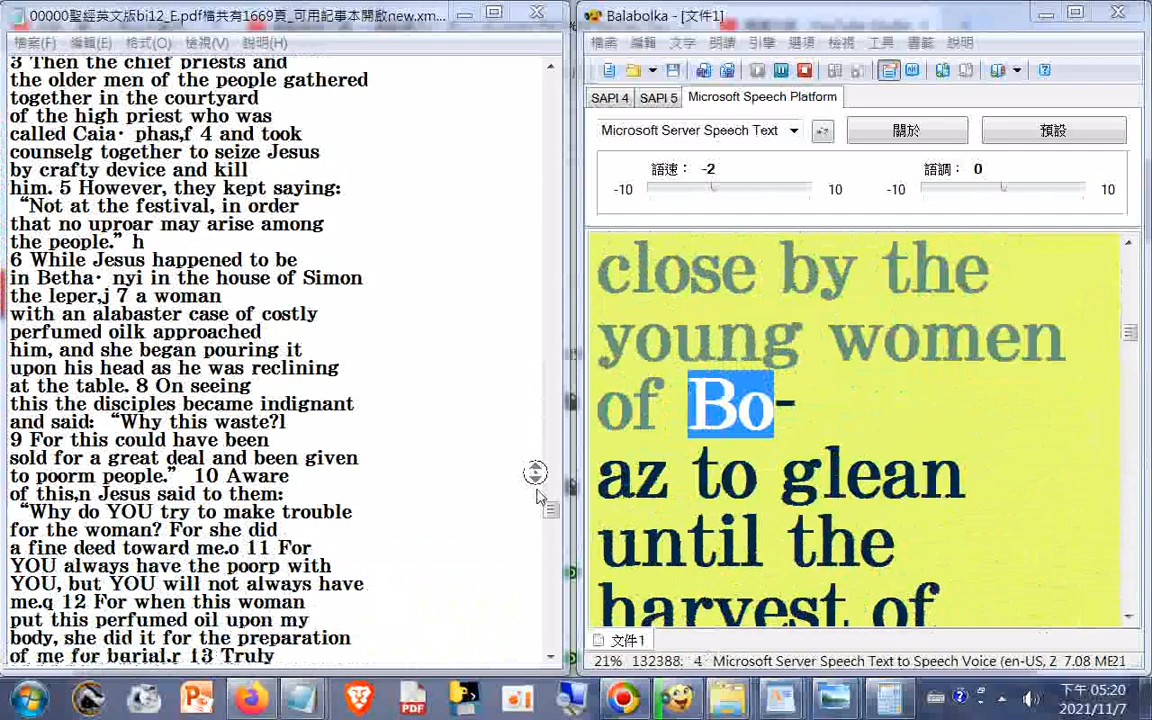 00000聖經英文版bi12_E.pdf檔共有1669頁_可用記事本開啟new.xm...
檔案(F) 編輯(E) 格式(O) 檢視(V) 說明(H)
3 Then the chief priests and
the older men of the people gathered
together in the courtyard
of the high priest who was
called Caia· phas,f 4 and took
counselg together to seize Jesus
by crafty device and kill
him. 5 However, they kept saying:
“Not at the festival, in order
that no uproar may arise among
the people.” h
6 While Jesus happened to be
in Betha· nyi in the house of Simon
the leper,j 7 a woman
with an alabaster case of costly
perfumed oilk approached
him, and she began pouring it
upon his head as he was reclining
at the table. 8 On seeing
this the disciples became indignant
and said: “Why this waste?l
9 For this could have been
sold for a great deal and been given
to poorm people.” 10 Aware
of this,n Jesus said to them:
“Why do YOU try to make trouble
for the woman? For she did
a fine deed toward me.o 11 For
YOU always have the poorp with
YOU, but YOU will not always have
me.q 12 For when this woman
put this perfumed oil upon my
body, she did it for the preparation
of me for burial.r 13 Truly
Balabolka - [文件1]
檔案 編輯 文字 朗讀 引擎 選項 檢視 工具 書籤 說明
SAPI 4 SAPI 5 Microsoft Speech Platform
Microsoft Server Speech Text 關於 預設
語速： -2 語調： 0
-10 10 -10 10
close by the
young women
of Bo-
az to glean
until the
harvest of
文件1
21% 132388: 4 Microsoft Server Speech Text to Speech Voice (en-US, Z 7.08 ME21
下午 05:20
2021/11/7